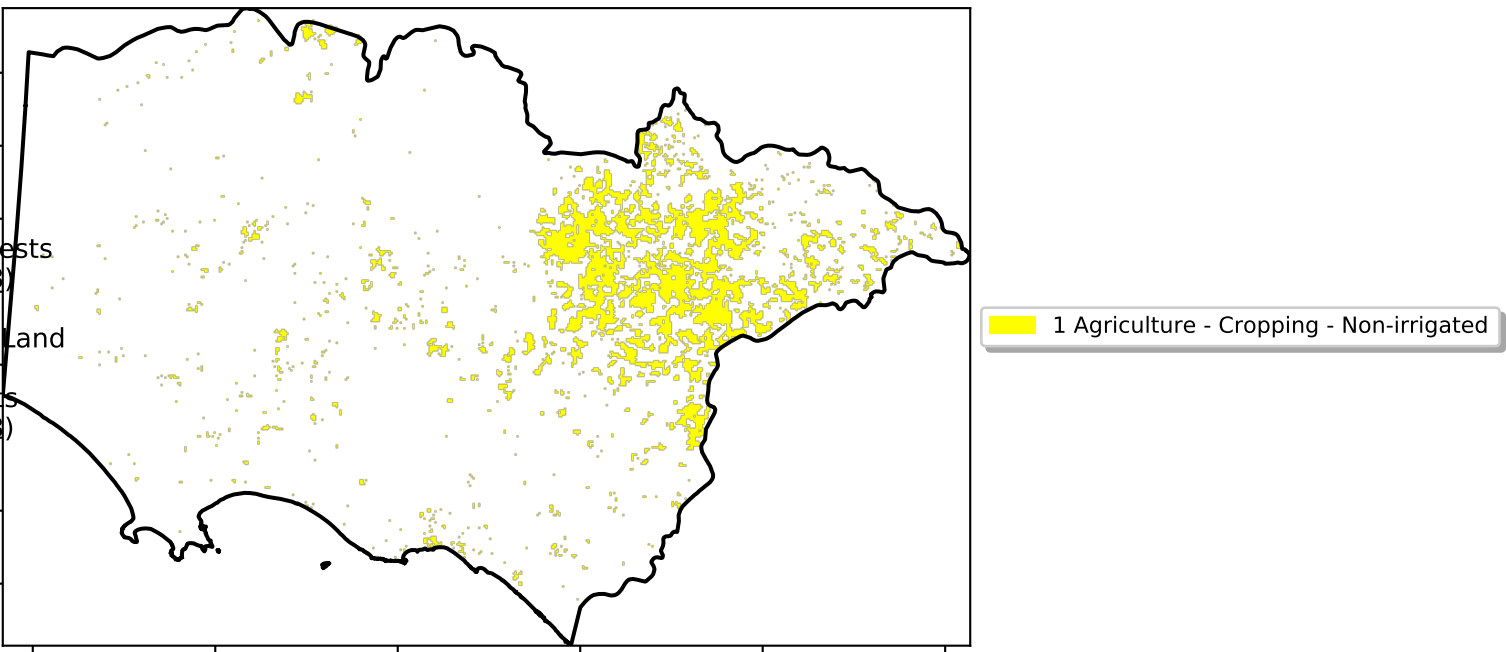 ests
)
Land
s
)
1 Agriculture - Cropping - Non-irrigated